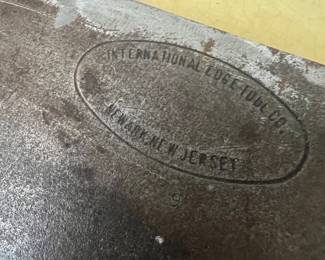 INTERNATIONAL EDGE TOOL CO.
NEWARK, NEW JERSEY